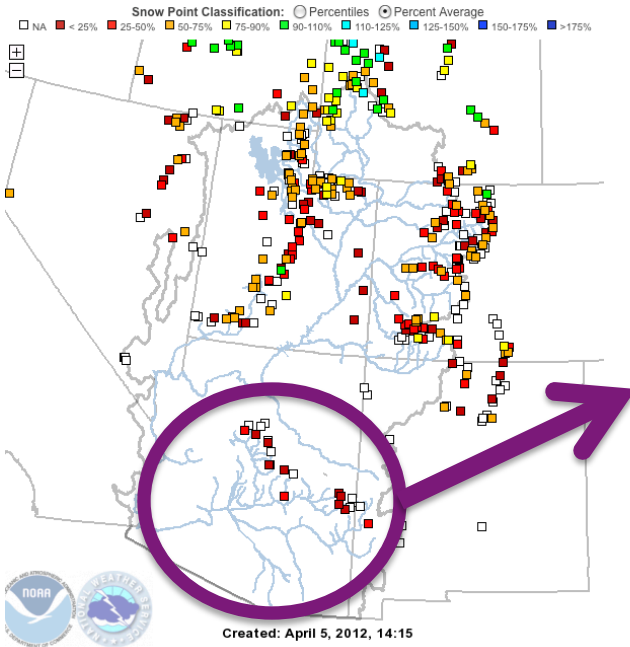 Snow Point Classification: Percentiles Percent Average
NA < 25% 25-50% 50-75% 75-90% 90-110% 110-125% 125-150% 150-175% >175%
+
−
NOAA
Created: April 5, 2012, 14:15